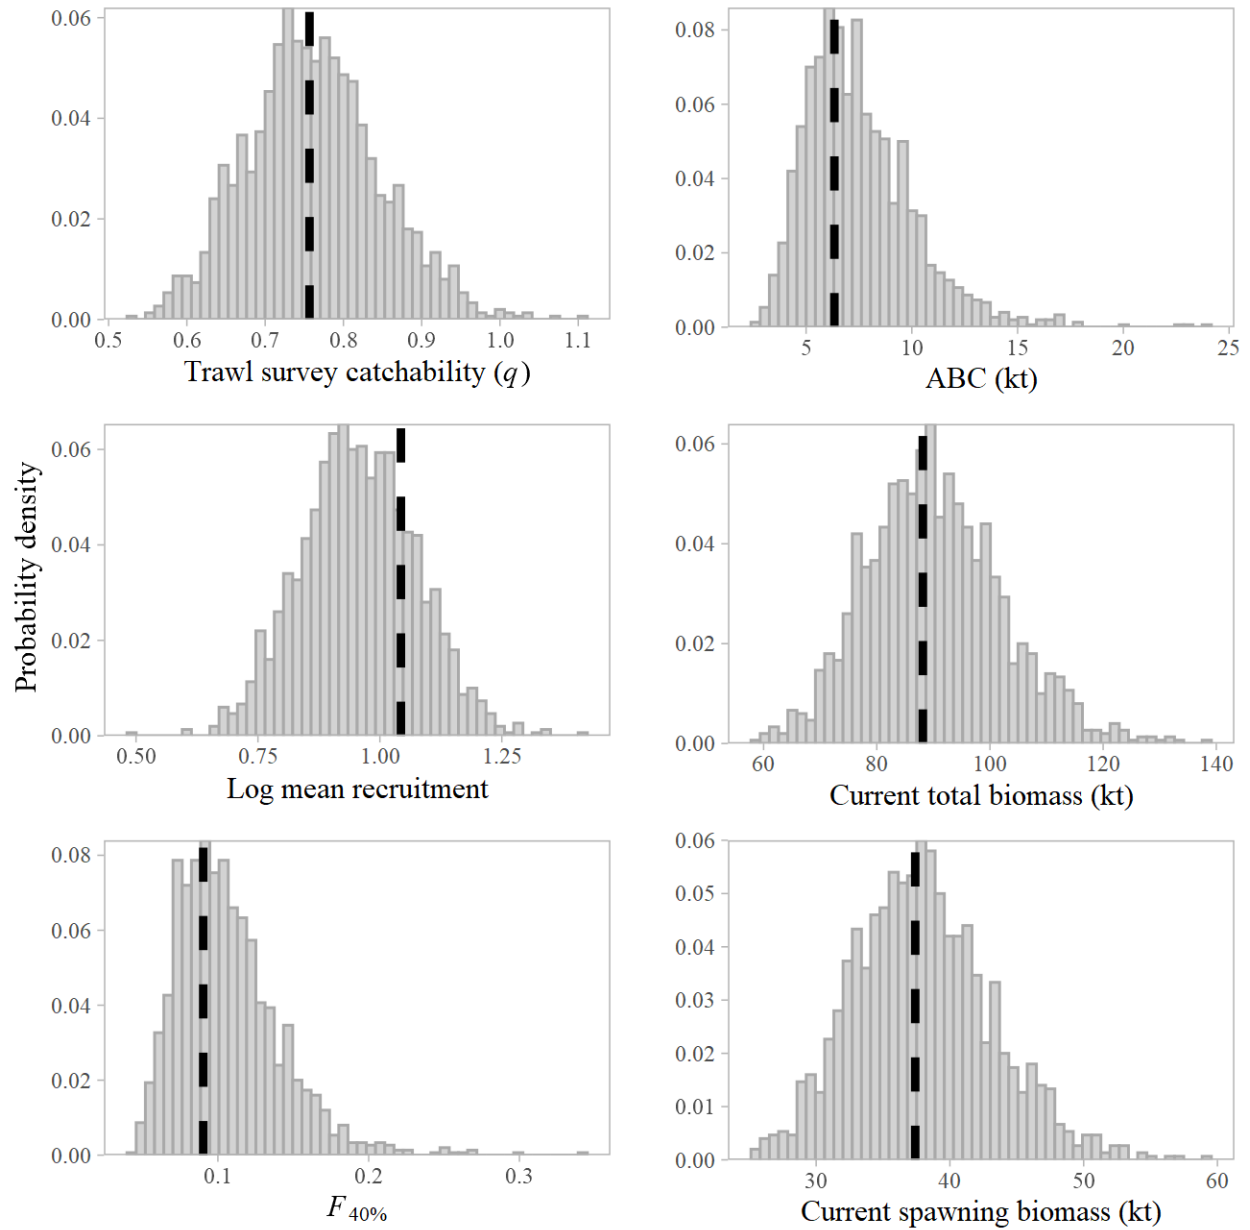 0.06
0.04
0.02
0.00
0.5 0.6 0.7 0.8 0.9 1.0 1.1
Trawl survey catchability (q)
0.08
0.06
0.04
0.02
0.00
5 10 15 20 25
ABC (kt)
Probability density
0.06
0.04
0.02
0.00
0.50 0.75 1.00 1.25
Log mean recruitment
0.06
0.04
0.02
0.00
60 80 100 120 140
Current total biomass (kt)
0.08
0.06
0.04
0.02
0.00
0.1 0.2 0.3
F40%
0.06
0.05
0.04
0.03
0.02
0.01
0.00
30 40 50 60
Current spawning biomass (kt)